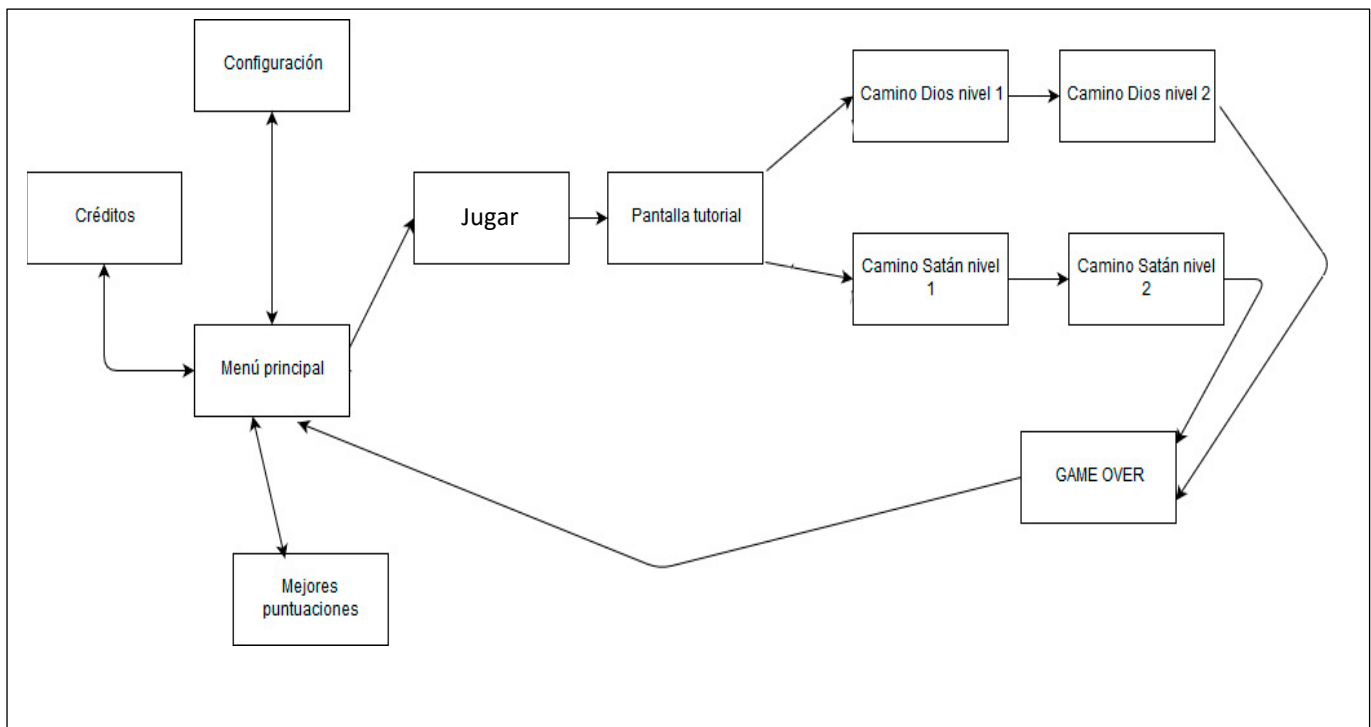 Configuración
Camino Dios nivel 1
Camino Dios nivel 2
Créditos
Jugar
Pantalla tutorial
Camino Satán nivel
1
Camino Satán nivel
2
Menú principal
GAME OVER
Mejores
puntuaciones